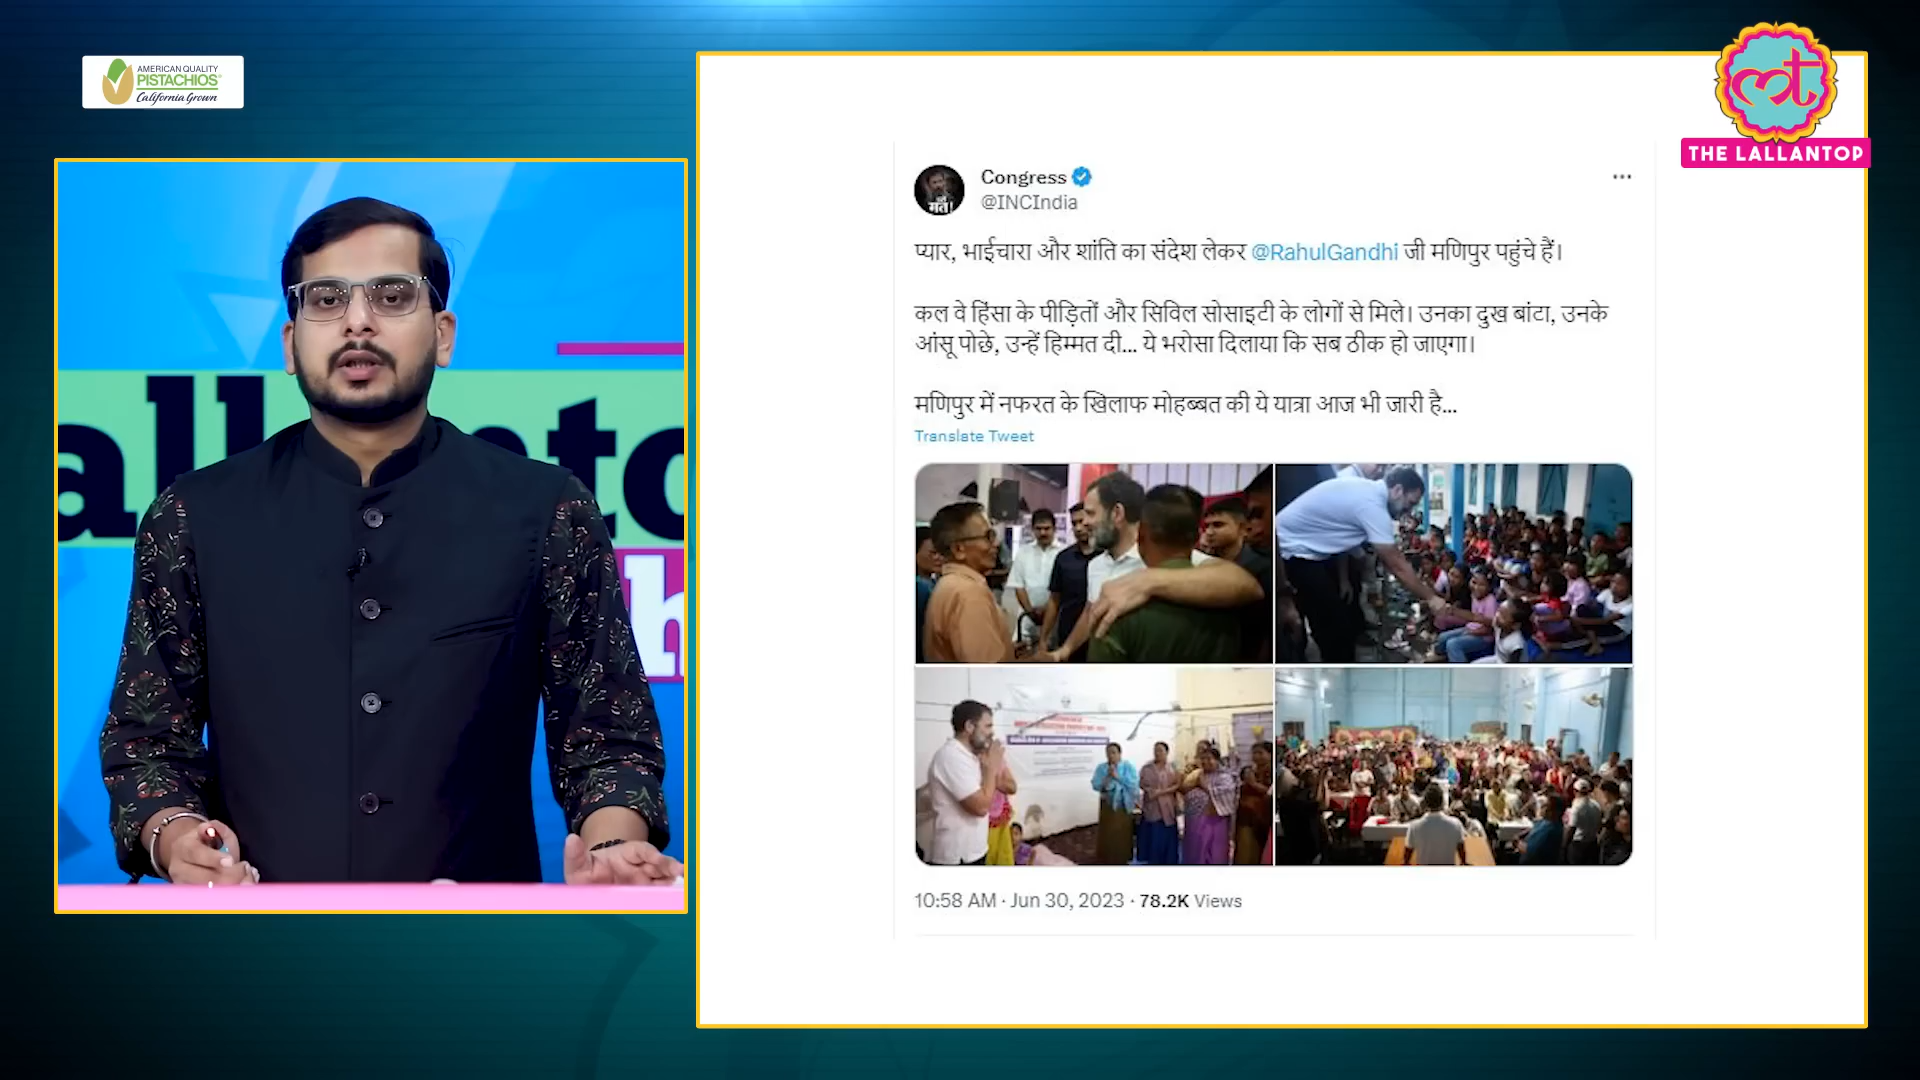 AMERICAN QUALITY
PISTACHIOS
California Grown
THE LALLANTOP
Congress
@INCIndia
प्यार, भाईचारा और शांति का संदेश लेकर @RahulGandhi जी मणिपुर पहुंचे हैं।
कल वे हिंसा के पीड़ितों और सिविल सोसाइटी के लोगों से मिले। उनका दुख बांटा, उनके
आंसू पोछे, उन्हें हिम्मत दी... ये भरोसा दिलाया कि सब ठीक हो जाएगा।
मणिपुर में नफरत के खिलाफ मोहब्बत की ये यात्रा आज भी जारी है...
Translate Tweet
10:58 AM · Jun 30, 2023 · 78.2K Views